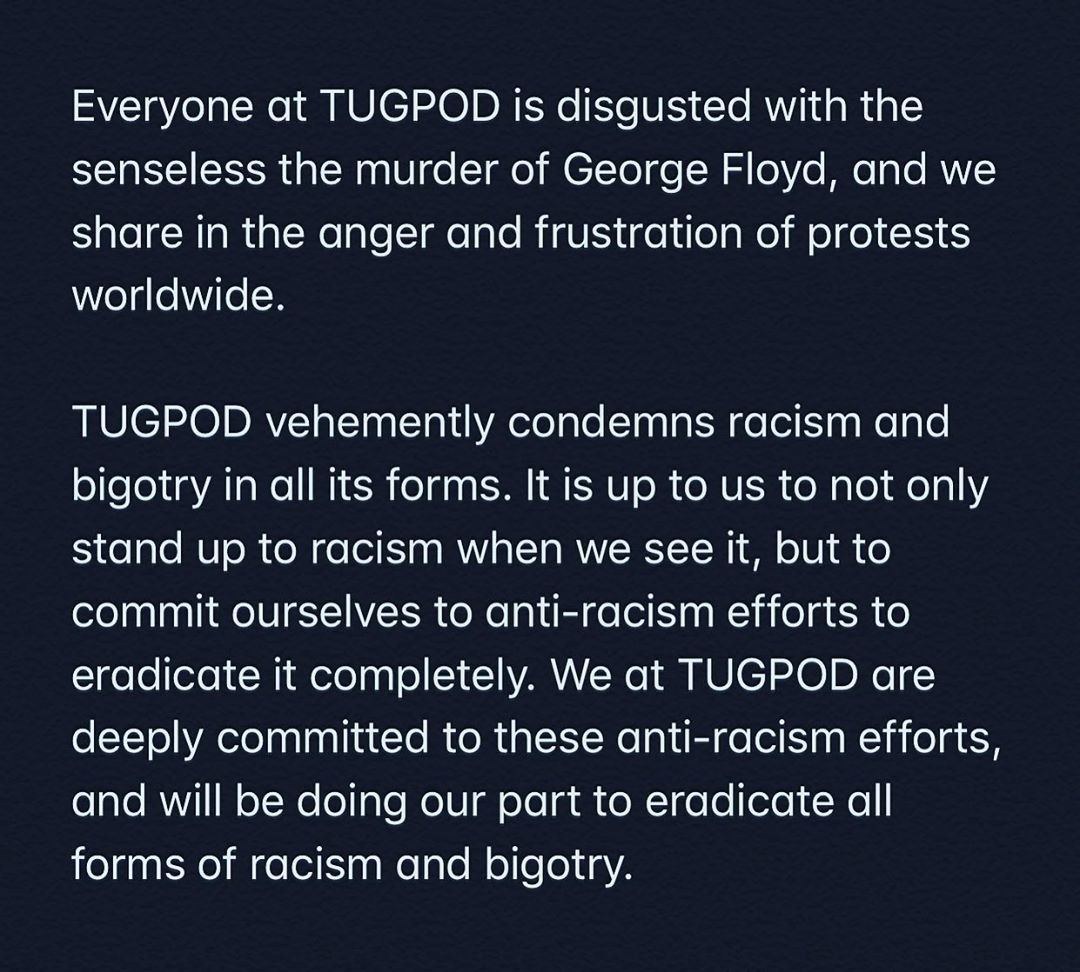 Everyone at TUGPOD is disgusted with the
senseless the murder of George Floyd, and we
share in the anger and frustration of protests
worldwide.
TUGPOD vehemently condemns racism and
bigotry in all its forms. It is up to us to not only
stand up to racism when we see it, but to
commit ourselves to anti-racism efforts to
eradicate it completely. We at TUGPOD are
deeply committed to these anti-racism efforts,
and will be doing our part to eradicate all
forms of racism and bigotry.